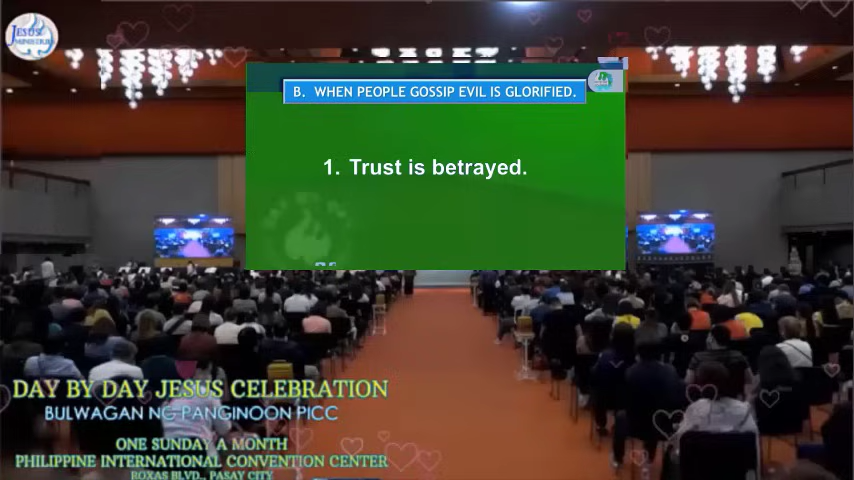 JESUS
MINISTRIES
B. WHEN PEOPLE GOSSIP EVIL IS GLORIFIED.
1. Trust is betrayed.
DAY BY DAY JESUS CELEBRATION
BULWAGAN NG PANGINOON PICC
ONE SUNDAY A MONTH
PHILIPPINE INTERNATIONAL CONVENTION CENTER
ROXAS BLVD., PASAY CITY